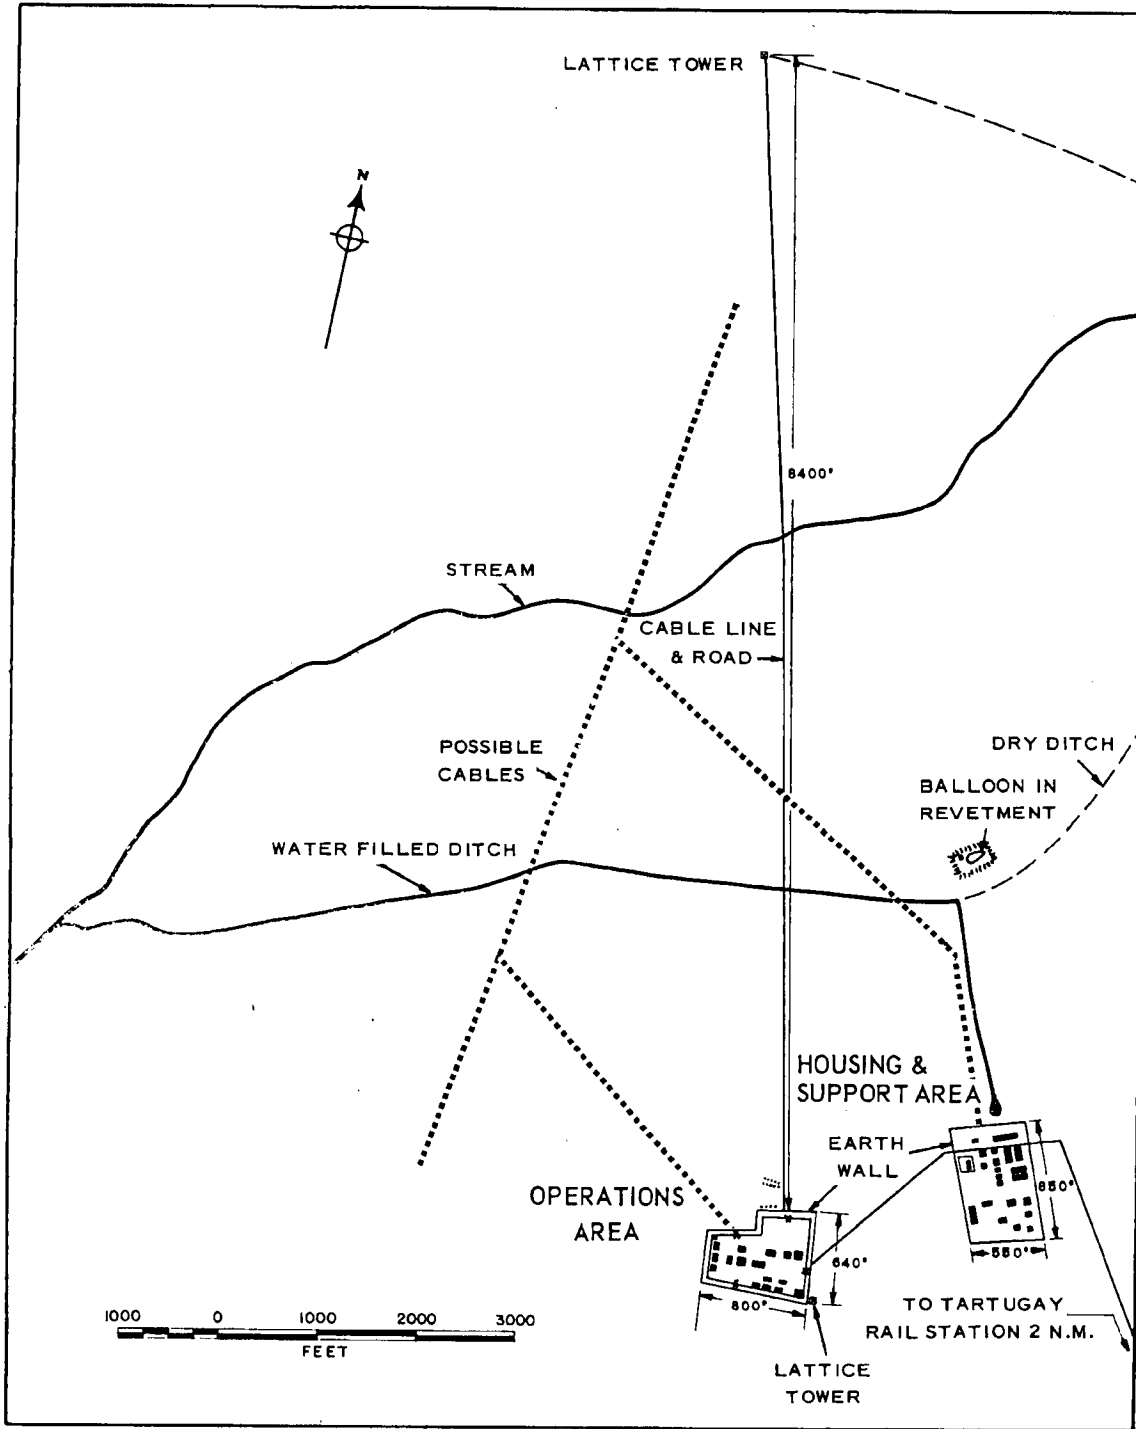 LATTICE TOWER
N
8400'
STREAM
CABLE LINE
& ROAD
POSSIBLE
CABLES
DRY DITCH
BALLOON IN
REVETMENT
WATER FILLED DITCH
HOUSING &
SUPPORT AREA
EARTH
WALL
850'
OPERATIONS
AREA
640'
550'
800'
1000 0 1000 2000 3000
FEET
TO TARTUGAY
RAIL STATION 2 N.M.
LATTICE
TOWER